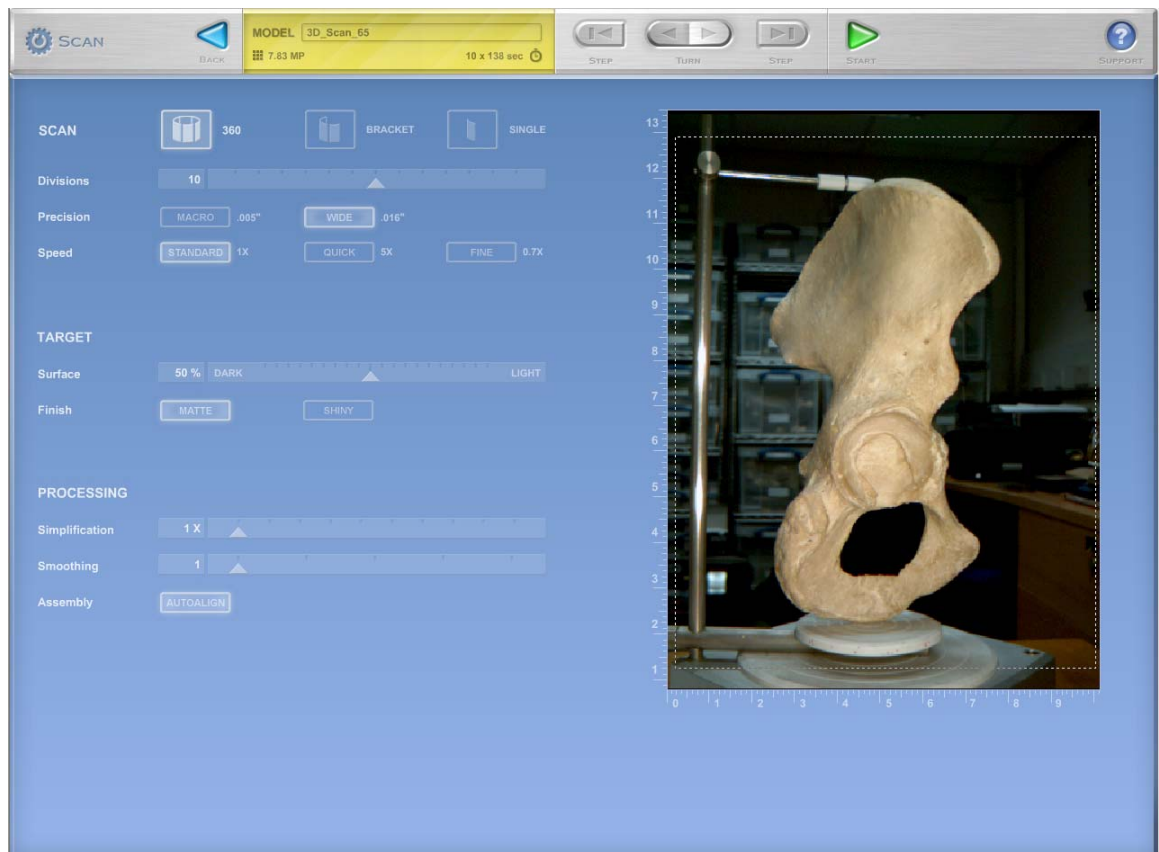 SCAN
BACK
MODEL 3D_Scan_65
7.83 MP 10 x 138 sec
STEP
TURN
STEP
START
SUPPORT
SCAN 360 BRACKET SINGLE
Divisions 10
Precision MACRO .005" WIDE .016"
Speed STANDARD 1X QUICK 5X FINE 0.7X
TARGET
Surface 50 % DARK LIGHT
Finish MATTE SHINY
PROCESSING
Simplification 1 X
Smoothing 1
Assembly AUTOALIGN
13
12
11
10
9
8
7
6
5
4
3
2
1
0 1 2 3 4 5 6 7 8 9